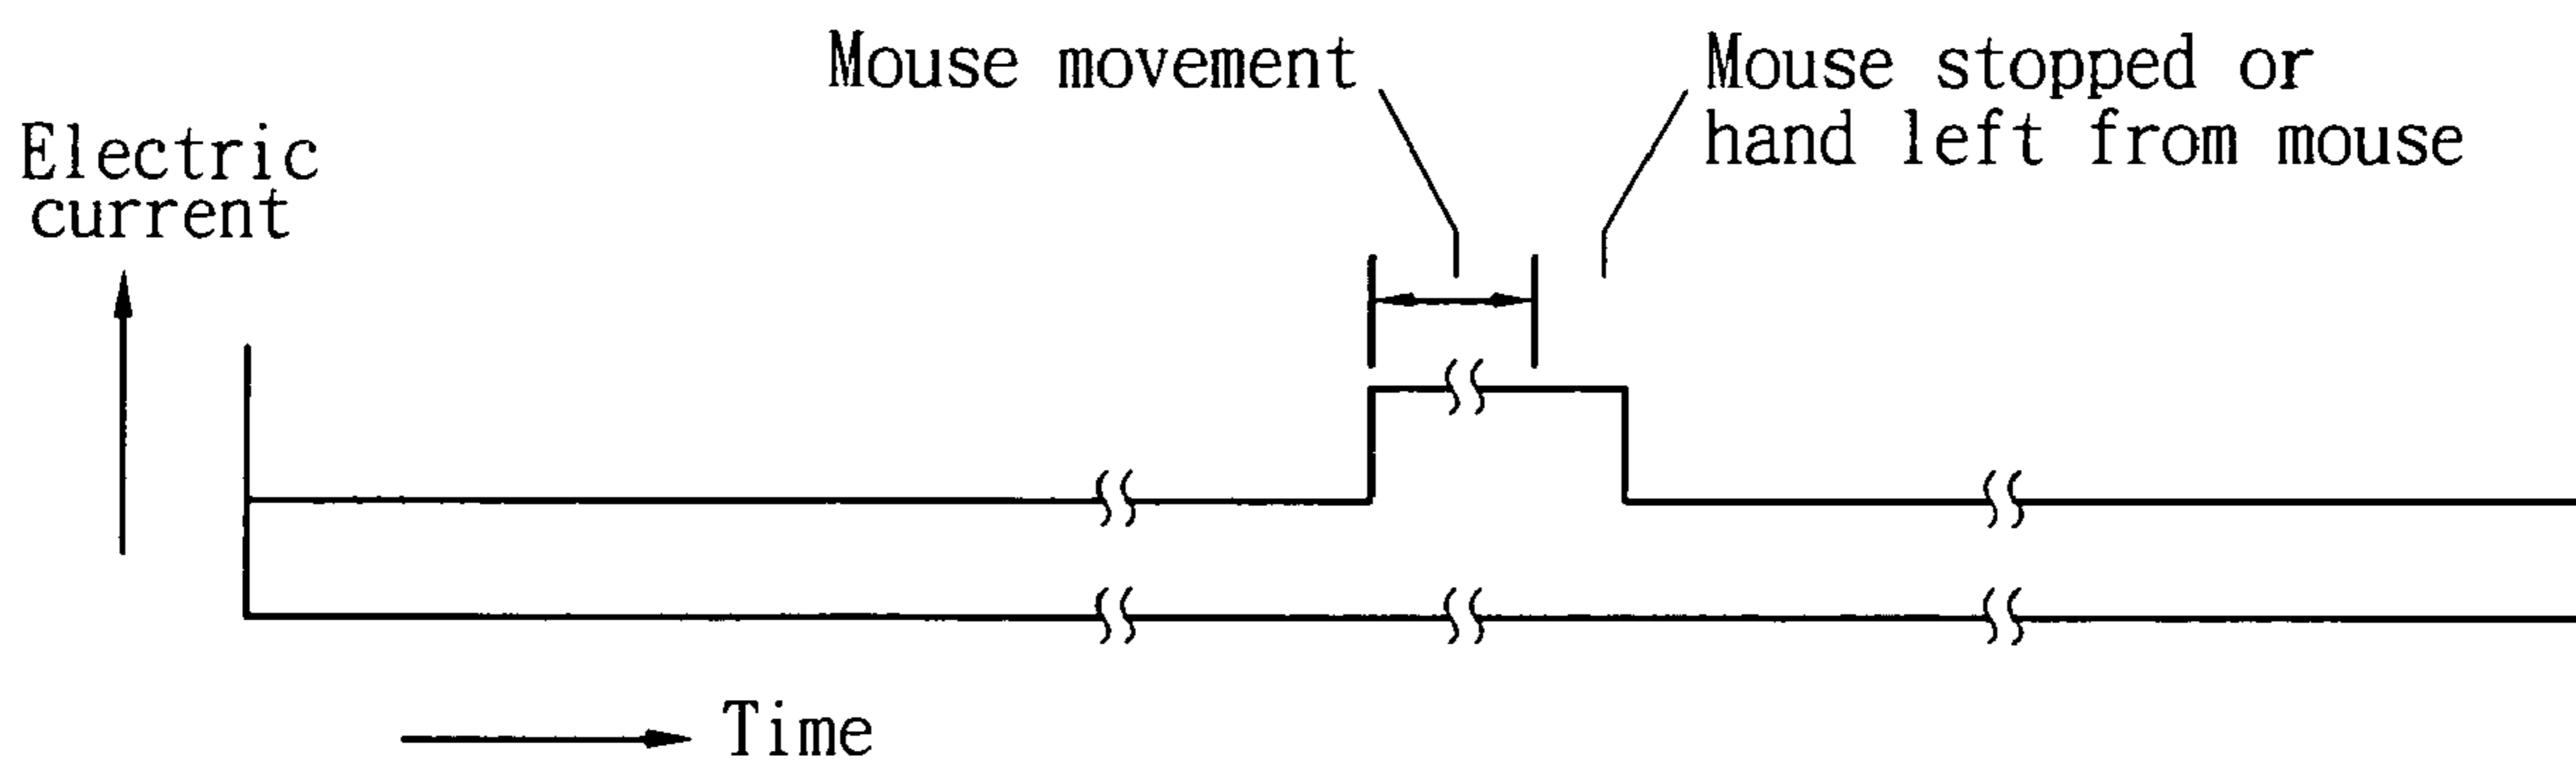 Mouse movement
Mouse stopped or
hand left from mouse
Electric
current
Time